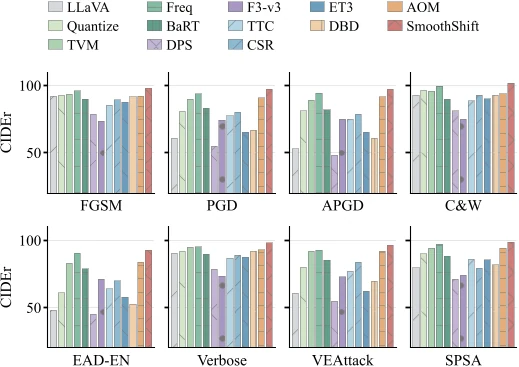 LLaVA Freq F3-v3 ET3 AOM
Quantize BaRT TTC DBD SmoothShift
TVM DPS CSR
CIDEr
100
50
FGSM PGD APGD C&W
CIDEr
100
50
EAD-EN Verbose VEAttack SPSA